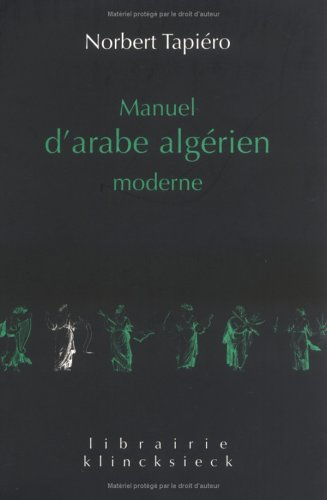 Matériel protégé par le droit d'auteur
Norbert Tapiéro
Manuel
d'arabe algérien
moderne
librairie
klincksieck
Matériel protégé par le droit d'auteur